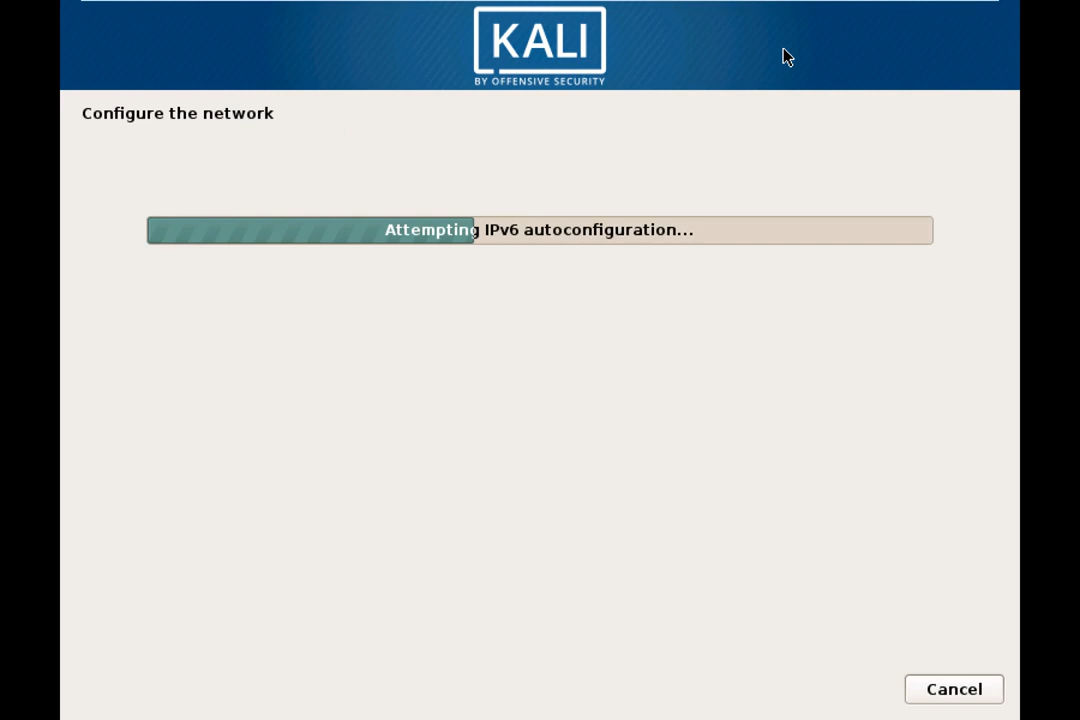 KALI
BY OFFENSIVE SECURITY
Configure the network
Attempting IPv6 autoconfiguration...
Cancel